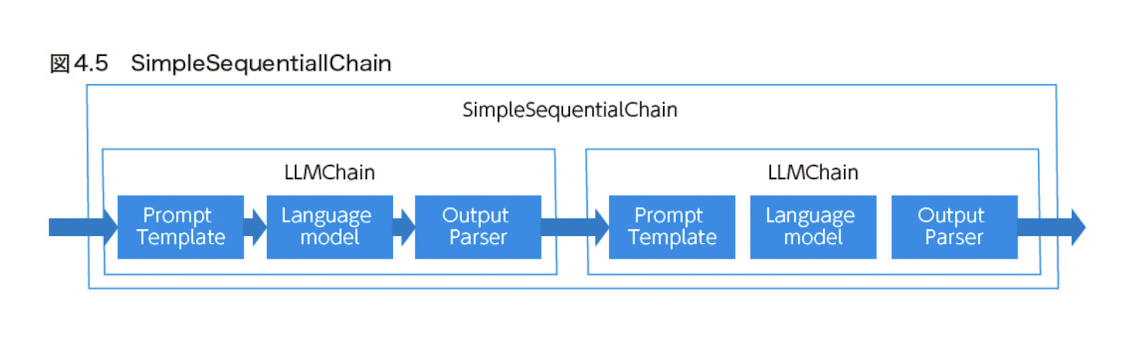 図4.5 SimpleSequentiallChain
SimpleSequentialChain
LLMChain
Prompt
Template
Language
model
Output
Parser
LLMChain
Prompt
Template
Language
model
Output
Parser